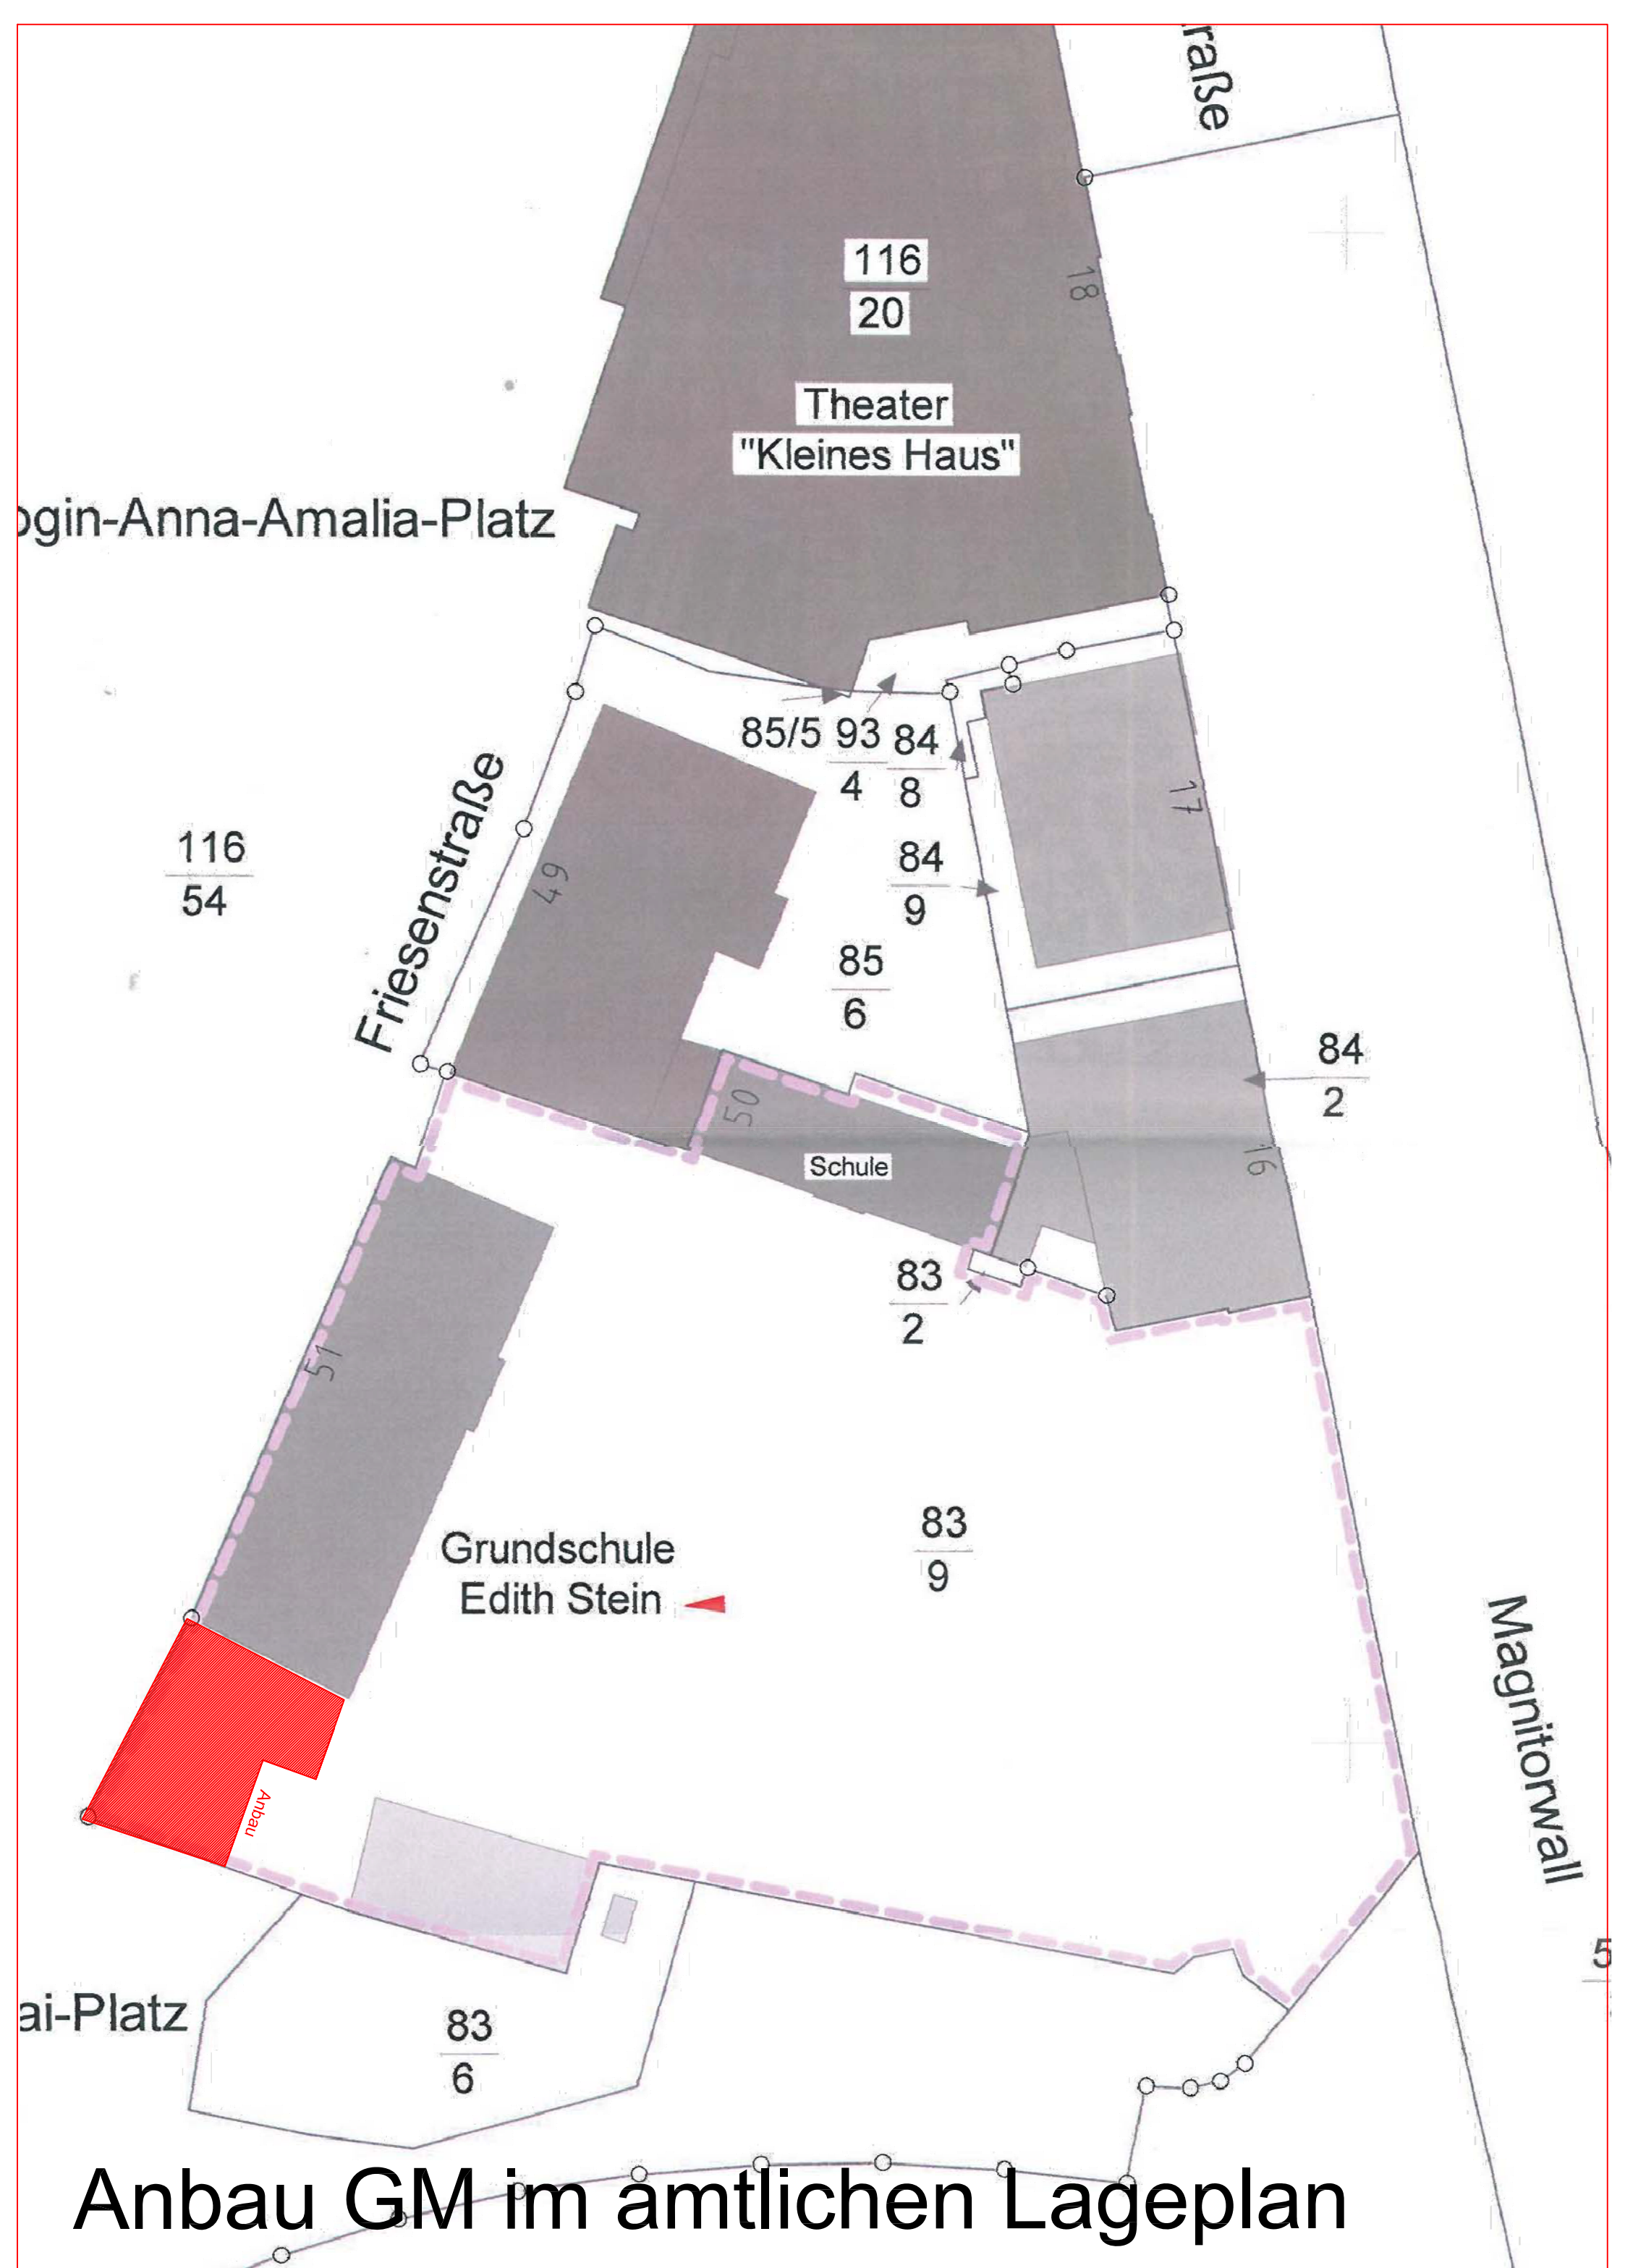 raße
116
20
18
Theater
"Kleines Haus"
ogin-Anna-Amalia-Platz
85/5 93 84
4 8
17
Friesenstraße
116
54
49
84
9
85
6
84
2
50
Schule
16
83
2
51
Grundschule
Edith Stein
83
9
Magnitorwall
Anbau
5
ai-Platz
83
6
Anbau GM im amtlichen Lageplan